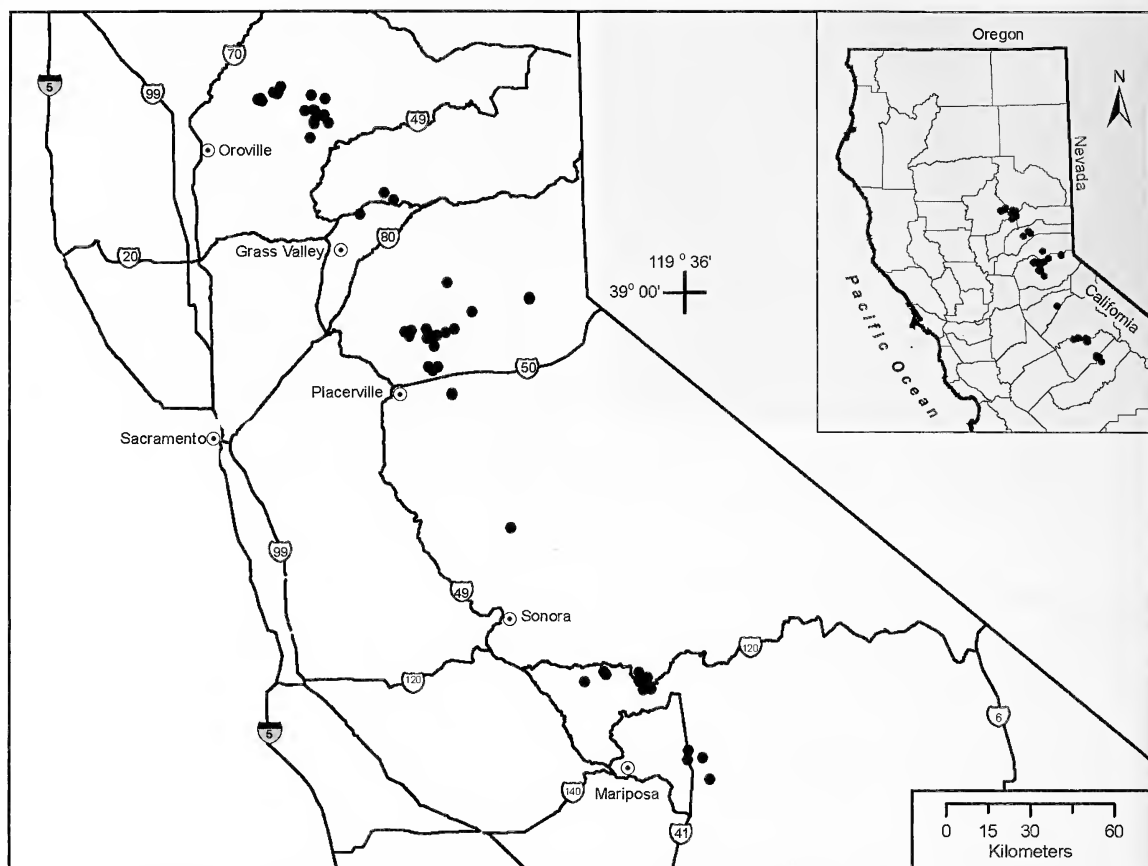 Oregon
N
Nevada
California
Pacific Ocean
70
5
99
49
Oroville
20
Grass Valley
80
119 ° 36'
39° 00'
50
Placerville
Sacramento
99
49
Sonora
120
120
5
6
Mariposa
140
41
0 15 30 60
Kilometers